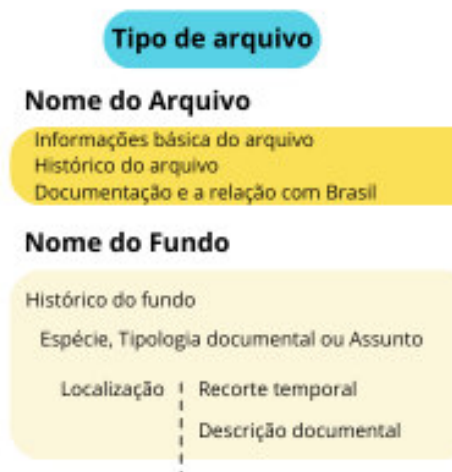 Tipo de arquivo
Nome do Arquivo
Informações básica do arquivo
Histórico do arquivo
Documentação e a relação com Brasil
Nome do Fundo
Histórico do fundo
Espécie, Tipologia documental ou Assunto
Localização
Recorte temporal
Descrição documental